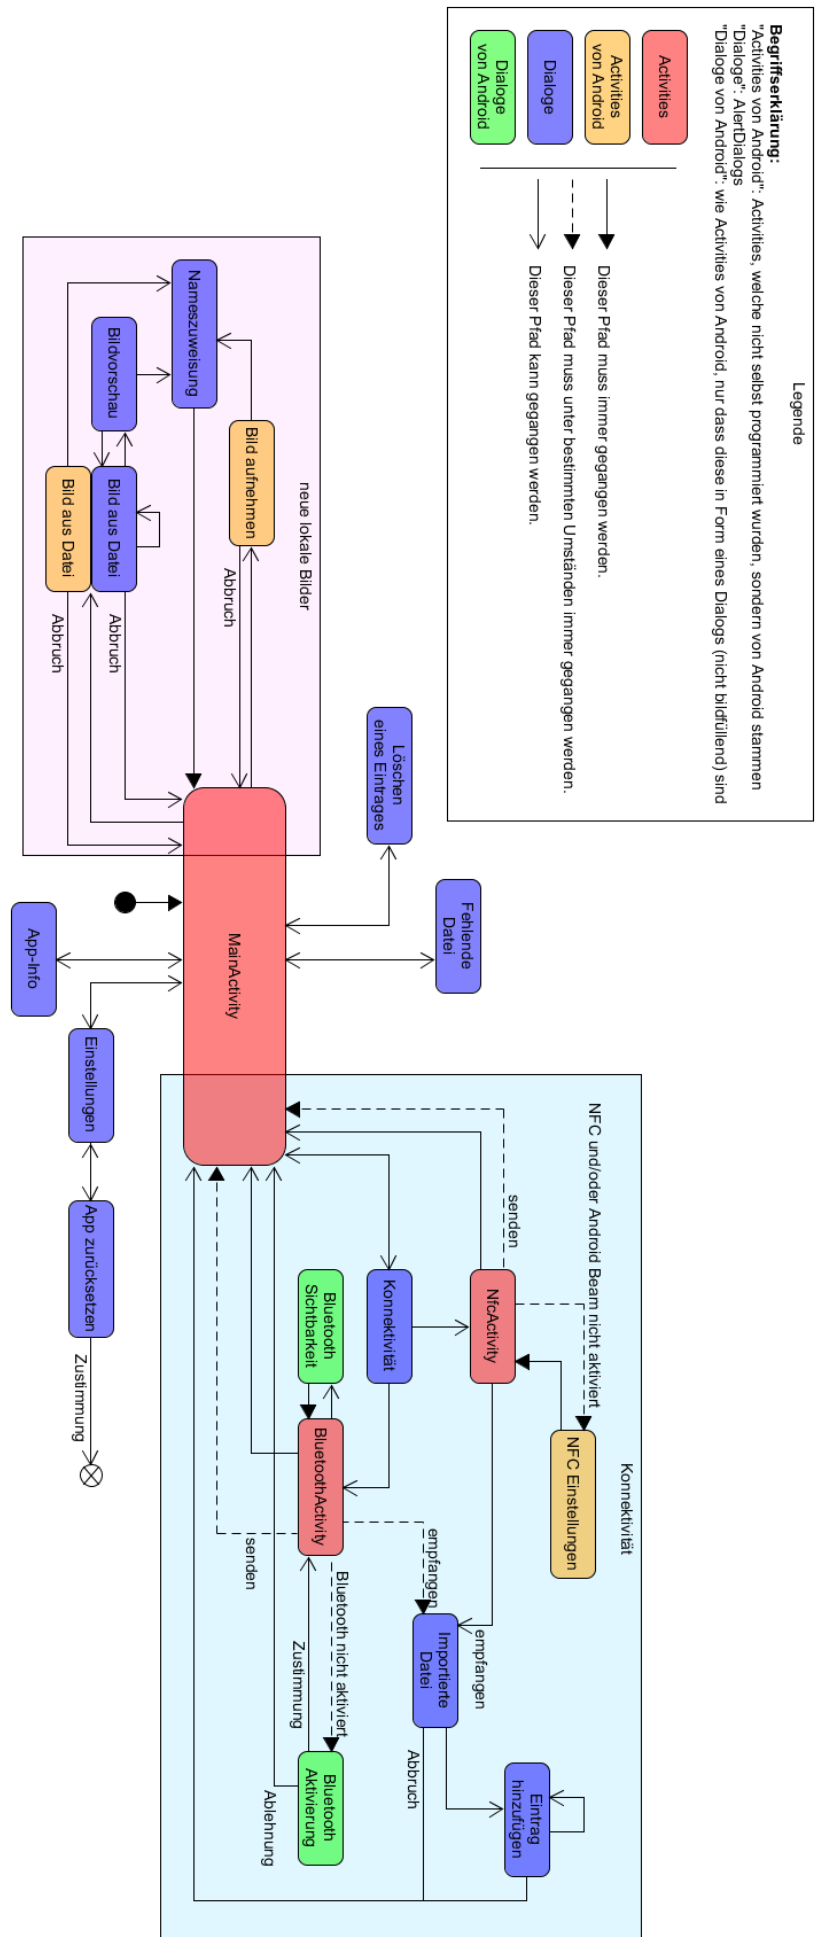 Legende
Activities
Activities
von Android
Dialoge
Dialoge
von Android
Dieser Pfad muss immer gegangen werden.
Dieser Pfad muss unter bestimmten Umständen immer gegangen werden.
Dieser Pfad kann gegangen werden.
Begriffserklärung:
"Activities von Android": Activities, welche nicht selbst programmiert wurden, sondern von Android stammen
"Dialoge": AlertDialogs
"Dialoge von Android": wie Activities von Android, nur dass diese in Form eines Dialogs (nicht bildfüllend) sind
neue lokale Bilder
Bild aufnehmen
Abbruch
Nameszuweisung
Bildvorschau
Bild aus Datei
Abbruch
Bild aus Datei
Abbruch
Löschen
eines Eintrages
Fehlende
Datei
MainActivity
App-Info
Einstellungen
App zurücksetzen
Zustimmung
Konnektivität
NFC und/oder Android Beam nicht aktiviert
NFC Einstellungen
senden
NfcActivity
empfangen
Konnektivität
Bluetooth
Sichtbarkeit
BluetoothActivity
empfangen
senden
Bluetooth nicht aktiviert
Zustimmung
Bluetooth
Aktivierung
Ablehnung
Importierte
Datei
Abbruch
Eintrag
hinzufügen